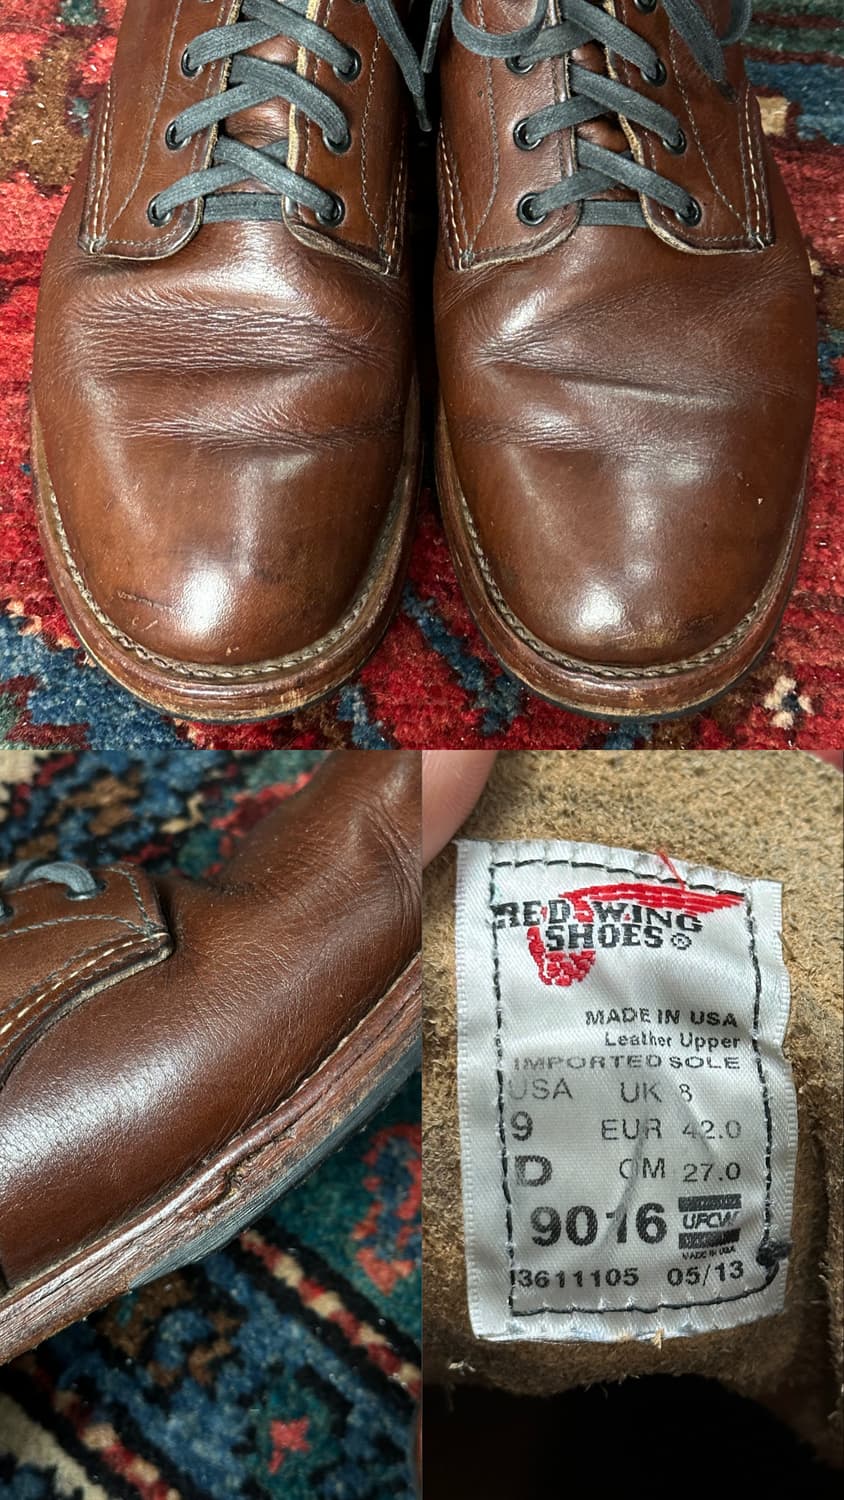 RED WING
SHOES ®
MADE IN USA
Leather Upper
IMPORTED SOLE
USA UK 8
9 EUR 42.0
D CM 27.0
9016 UFCW
MADE IN USA
13611105 05/13